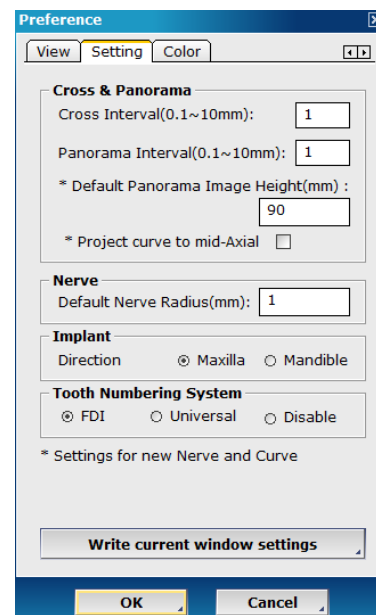 Preference
View Setting Color
Cross & Panorama
Cross Interval(0.1~10mm): 1
Panorama Interval(0.1~10mm): 1
* Default Panorama Image Height(mm) :
90
* Project curve to mid-Axial
Nerve
Default Nerve Radius(mm): 1
Implant
Direction Maxilla Mandible
Tooth Numbering System
FDI Universal Disable
* Settings for new Nerve and Curve
Write current window settings
OK Cancel